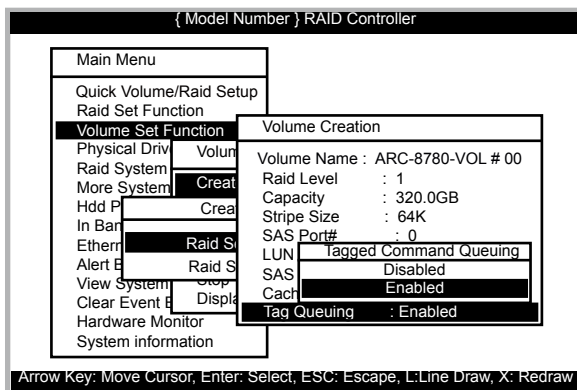 { Model Number } RAID Controller
Main Menu
Quick Volume/Raid Setup
Raid Set Function
Volume Set Function
Physical Driv
Raid System
More System
Hdd P
In Ban
Ethern
Alert B
View System
Clear Event B
Hardware Monitor
System information
Volum
Creat
Stop
Displa
Crea
Raid Se
Raid S
Volume Creation
Volume Name : ARC-8780-VOL # 00
Raid Level : 1
Capacity : 320.0GB
Stripe Size : 64K
SAS Port# : 0
LUN
SAS
Cach
Tag Queuing : Enabled
Tagged Command Queuing
Disabled
Enabled
Arrow Key: Move Cursor, Enter: Select, ESC: Escape, L:Line Draw, X: Redraw